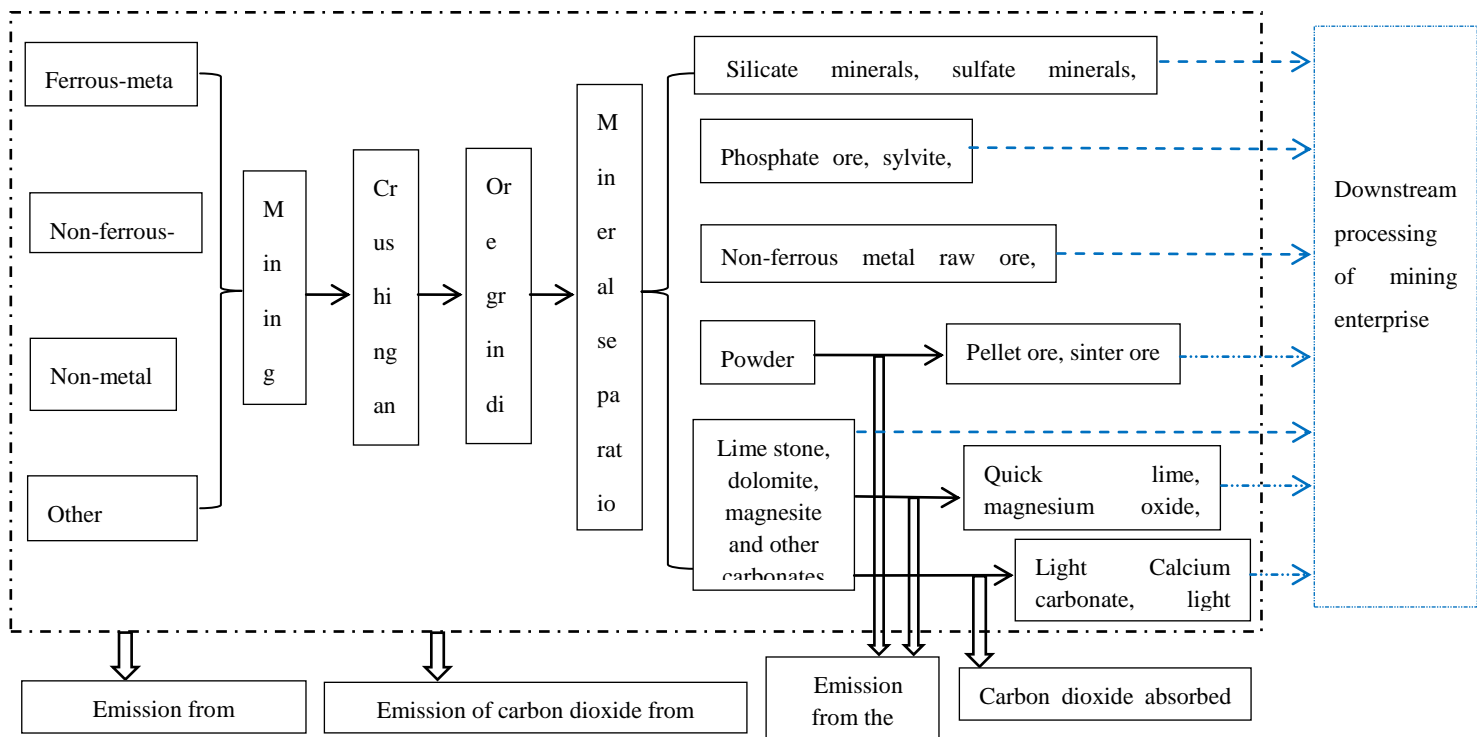 Ferrous-meta
Non-ferrous-
Non-metal
Other
M
in
in
g
Cr
us
hi
ng
an
Or
e
gr
in
di
M
in
er
al
se
pa
rat
io
Silicate minerals, sulfate minerals,
Phosphate ore, sylvite,
Non-ferrous metal raw ore,
Powder
Pellet ore, sinter ore
Lime stone,
dolomite,
magnesite
and other
carbonates
Quick lime,
magnesium oxide,
Light Calcium
carbonate, light
Downstream
processing
of mining
enterprise
Emission from
Emission of carbon dioxide from
Emission
from the
Carbon dioxide absorbed